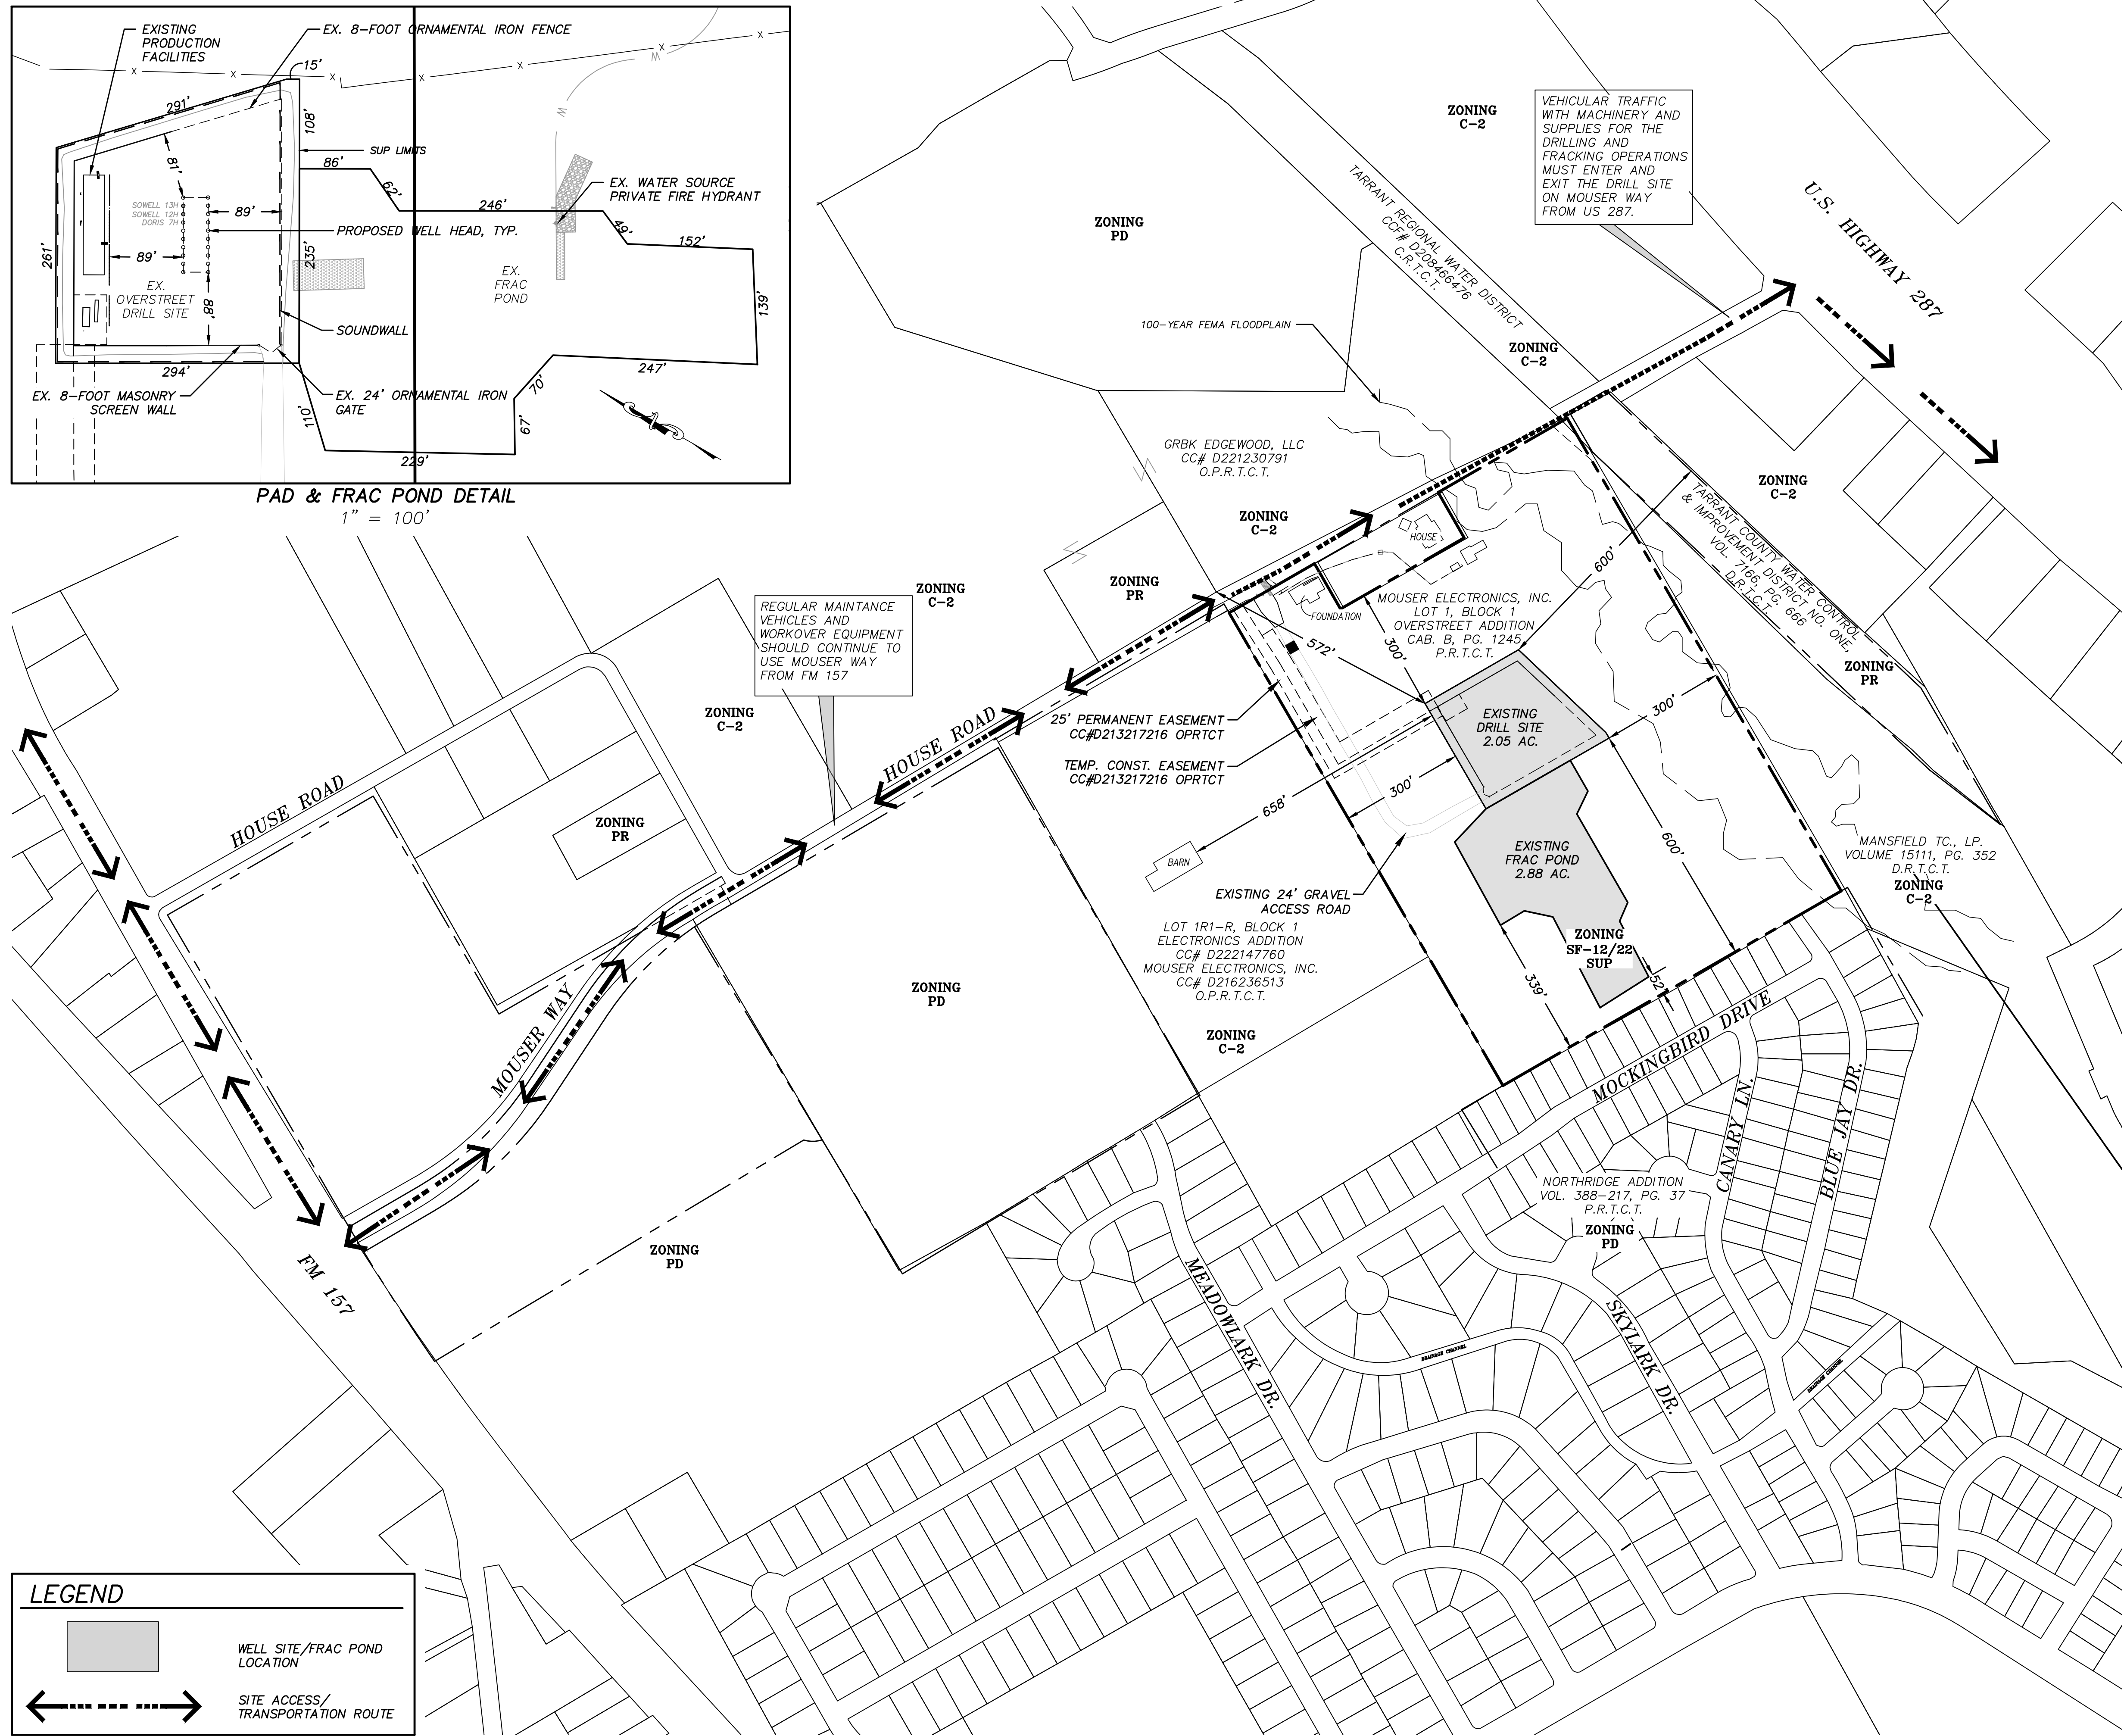 EXISTING
PRODUCTION
FACILITIES
EX. 8-FOOT ORNAMENTAL IRON FENCE
15'
291'
108'
SUP LIMITS
86'
62'
81'
246'
EX. WATER SOURCE
PRIVATE FIRE HYDRANT
SOWELL 13H
SOWELL 12H
DORIS 7H
89'
PROPOSED WELL HEAD, TYP.
49'
152'
261'
89'
235'
EX.
OVERSTREET
DRILL SITE
88'
EX.
FRAC
POND
139'
SOUNDWALL
294'
247'
EX. 8-FOOT MASONRY
SCREEN WALL
EX. 24' ORNAMENTAL IRON
GATE
70'
110'
67'
229'
PAD & FRAC POND DETAIL
1" = 100'
ZONING
C-2
VEHICULAR TRAFFIC
WITH MACHINERY AND
SUPPLIES FOR THE
DRILLING AND
FRACKING OPERATIONS
MUST ENTER AND
EXIT THE DRILL SITE
ON MOUSER WAY
FROM US 287.
U.S. HIGHWAY 287
TARRANT REGIONAL WATER DISTRICT
CCF# D208466476
C.R.T.C.T.
ZONING
PD
100-YEAR FEMA FLOODPLAIN
ZONING
C-2
GRBK EDGEWOOD, LLC
CC# D221230791
O.P.R.T.C.T.
ZONING
C-2
ZONING
C-2
TARRANT COUNTY WATER CONTROL
& IMPROVEMENT DISTRICT NO. ONE,
VOL. 7166, PG. 666
D.R.T.C.T.
HOUSE
600'
ZONING
PR
ZONING
C-2
REGULAR MAINTANCE
VEHICLES AND
WORKOVER EQUIPMENT
SHOULD CONTINUE TO
USE MOUSER WAY
FROM FM 157
FOUNDATION
MOUSER ELECTRONICS, INC.
LOT 1, BLOCK 1
OVERSTREET ADDITION
CAB. B, PG. 1245
P.R.T.C.T.
572'
300'
ZONING
PR
ZONING
C-2
HOUSE ROAD
25' PERMANENT EASEMENT
CC#D213217216 OPRTCT
EXISTING
DRILL SITE
2.05 AC.
300'
TEMP. CONST. EASEMENT
CC#D213217216 OPRTCT
300'
658'
HOUSE ROAD
ZONING
PR
BARN
EXISTING
FRAC POND
2.88 AC.
600'
MANSFIELD TC., LP.
VOLUME 15111, PG. 352
D.R.T.C.T.
ZONING
C-2
EXISTING 24' GRAVEL
ACCESS ROAD
LOT 1R1-R, BLOCK 1
ELECTRONICS ADDITION
CC# D222147760
MOUSER ELECTRONICS, INC.
CC# D216236513
O.P.R.T.C.T.
ZONING
SF-12/22
SUP
339'
52'
MOUSER WAY
ZONING
PD
ZONING
C-2
MOCKINGBIRD DRIVE
CANARY LN.
BLUE JAY DR.
NORTHRIDGE ADDITION
VOL. 388-217, PG. 37
P.R.T.C.T.
ZONING
PD
ZONING
PD
FM 157
MEADOWLARK DR.
SKYLARK DR.
DRAINAGE CHANNEL
DRAINAGE CHANNEL
LEGEND
WELL SITE/FRAC POND
LOCATION
SITE ACCESS/
TRANSPORTATION ROUTE